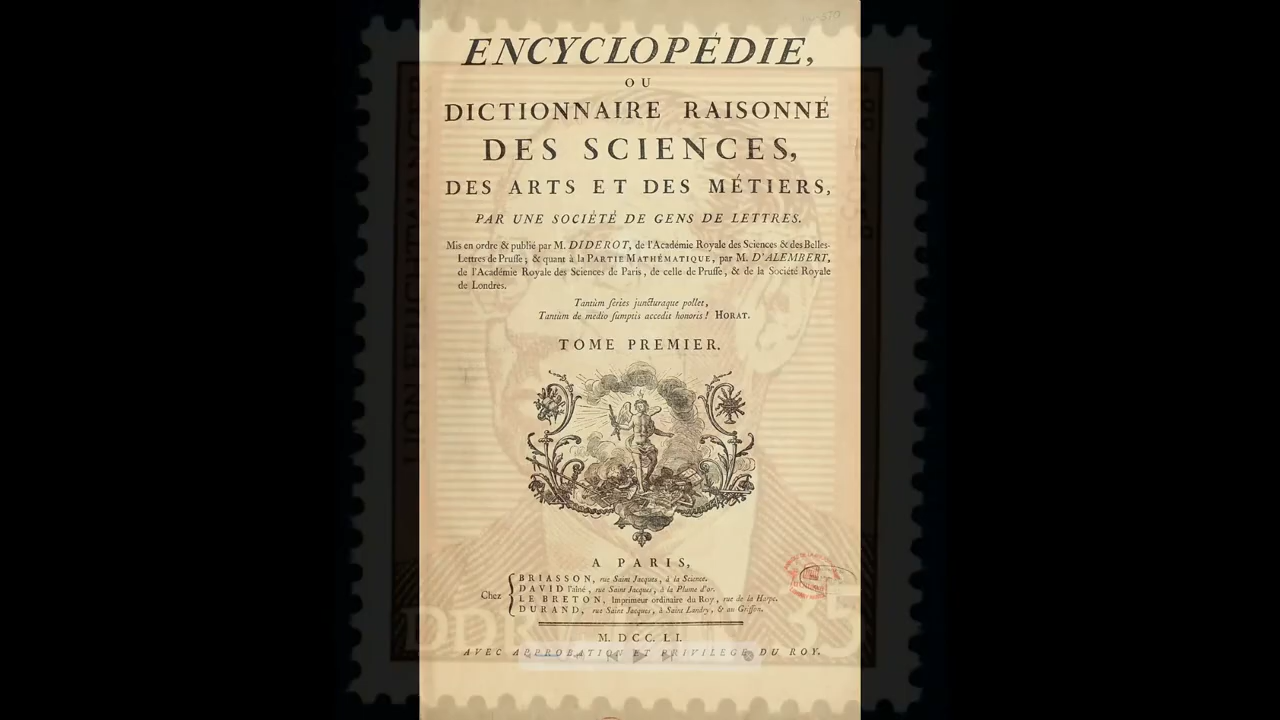 ENCYCLOPÉDIE,
OU
DICTIONNAIRE RAISONNÉ
DES SCIENCES,
DES ARTS ET DES MÉTIERS,
PAR UNE SOCIÉTÉ DE GENS DE LETTRES.
Mis en ordre & publié par M. DIDEROT, de l'Académie Royale des Sciences & des Belles-
Lettres de Prusse; & quant à la PARTIE MATHÉMATIQUE, par M. D'ALEMBERT,
de l'Académie Royale des Sciences de Paris, de celle de Prusse, & de la Société Royale
de Londres.
Tantùm series juncturaque pollet,
Tantùm de medio sumptis accedit honoris! HORAT.
TOME PREMIER.
A PARIS,
Chez
BRIASSON, rue Saint Jacques, à la Science.
DAVID l'aîné, rue Saint Jacques, à la Plume d'or.
LE BRETON, Imprimeur ordinaire du Roy, rue de la Harpe.
DURAND, rue Saint Jacques, à Saint Landry, & au Griffon.
M. DCC. LI.
AVEC APPROBATION ET PRIVILEGE DU ROY.
DDR
35
LION FEUCHTWANGER